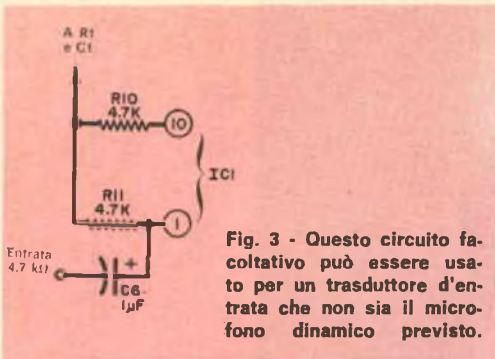 A R1
e C1
R10
4.7K
10
IC1
R11
4.7K
1
Entrata
4.7 kΩ
+
C6
1µF
Fig. 3 - Questo circuito fa-
coltativo può essere usa-
to per un trasduttore d'en-
trata che non sia il micro-
fono dinamico previsto.